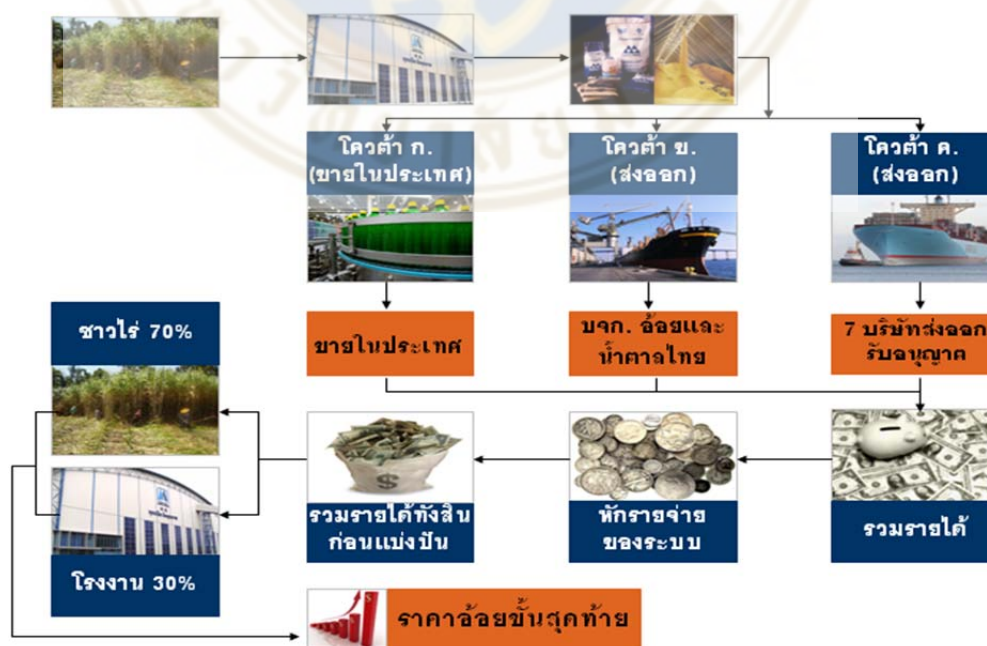 โควต้า ก.
(ขายในประเทศ)
โควต้า ข.
(ส่งออก)
โควต้า ค.
(ส่งออก)
ขายในประเทศ
บจก. อ้อยและ
น้ำตาลไทย
7 บริษัทส่งออก
รับอนุญาต
ชาวไร่ 70%
โรงงาน 30%
รวมรายได้ทั้งสิ้น
ก่อนแบ่งปัน
หักรายจ่าย
ของระบบ
รวมรายได้
ราคาอ้อยขั้นสุดท้าย